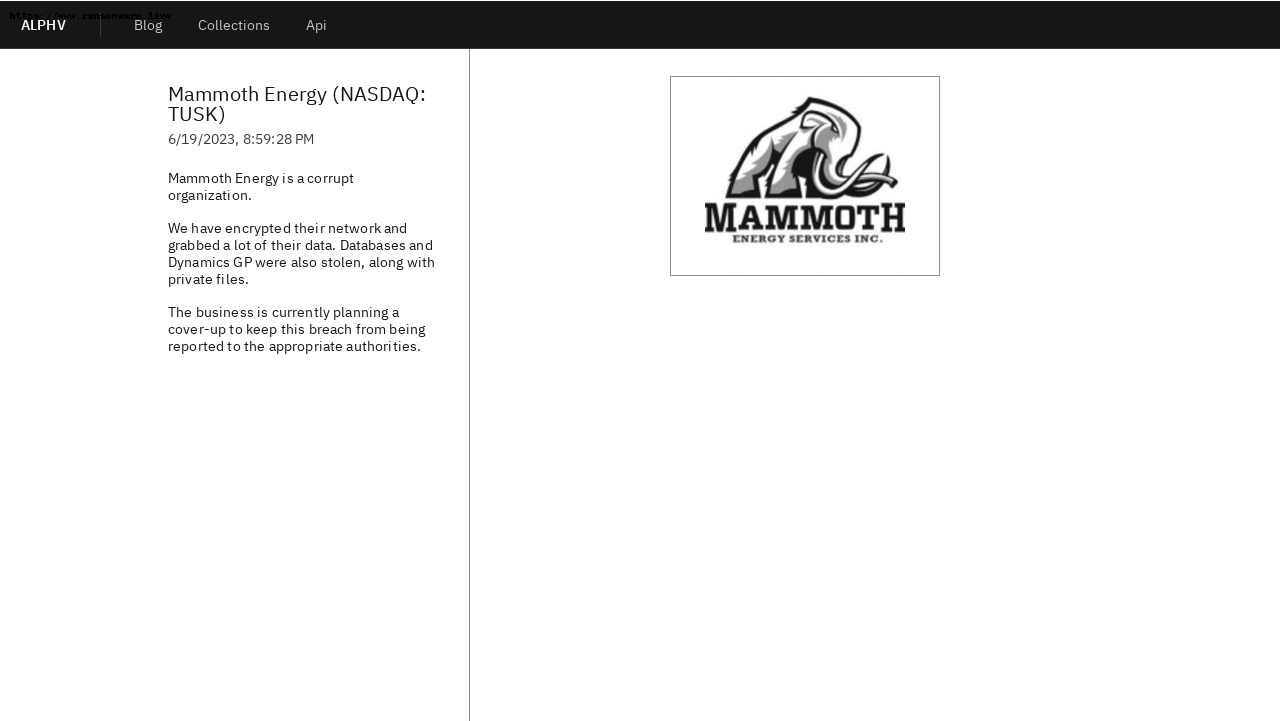 https://www.ransomware.live
ALPHV
Blog
Collections
Api
Mammoth Energy (NASDAQ:
TUSK)
6/19/2023, 8:59:28 PM
Mammoth Energy is a corrupt
organization.
We have encrypted their network and
grabbed a lot of their data. Databases and
Dynamics GP were also stolen, along with
private files.
The business is currently planning a
cover-up to keep this breach from being
reported to the appropriate authorities.
MAMMOTH
ENERGY SERVICES INC.